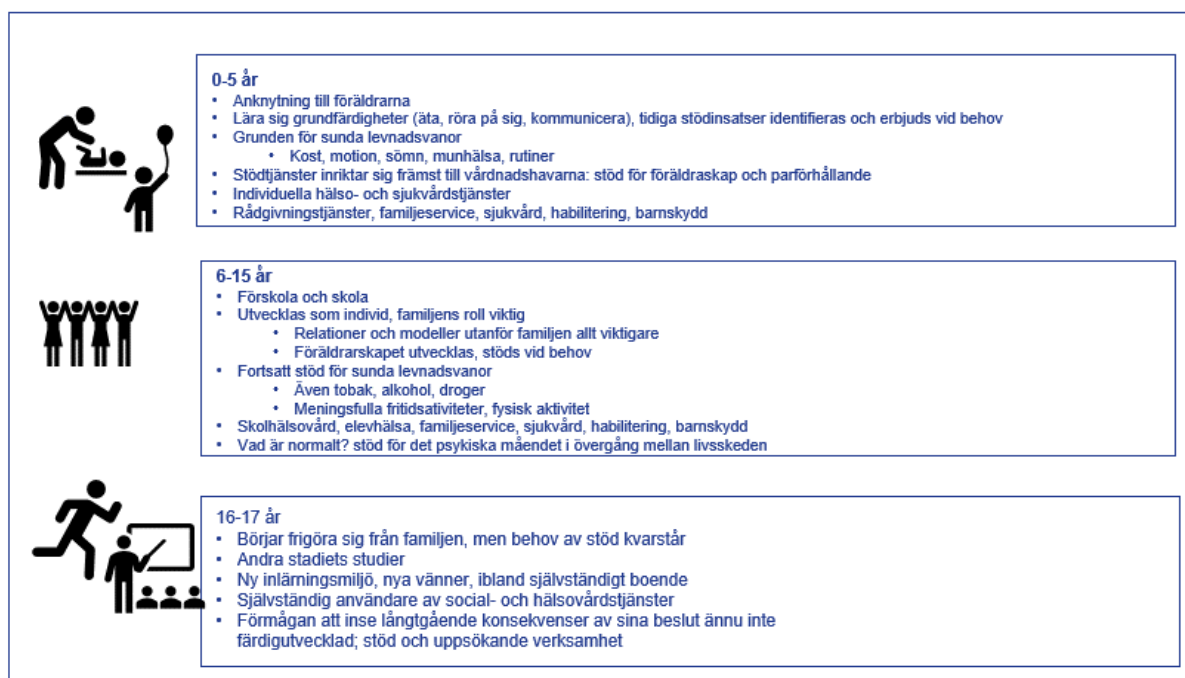 0-5 år
• Anknytning till föräldrarna
• Lära sig grundfärdigheter (äta, röra på sig, kommunicera), tidiga stödinsatser identifieras och erbjuds vid behov
• Grunden för sunda levnadsvanor
• Kost, motion, sömn, munhälsa, rutiner
• Stödtjänster inriktar sig främst till vårdnadshavarna: stöd för föräldraskap och parförhållande
• Individuella hälso- och sjukvårdstjänster
• Rådgivningstjänster, familjeservice, sjukvård, habilitering, barnskydd
6-15 år
• Förskola och skola
• Utvecklas som individ, familjens roll viktig
• Relationer och modeller utanför familjen allt viktigare
• Föräldrarskapet utvecklas, stöds vid behov
• Fortsatt stöd för sunda levnadsvanor
• Även tobak, alkohol, droger
• Meningsfulla fritidsativiteter, fysisk aktivitet
• Skolhälsovård, elevhälsa, familjeservice, sjukvård, habilitering, barnskydd
• Vad är normalt? stöd för det psykiska måendet i övergång mellan livsskeden
16-17 år
• Börjar frigöra sig från familjen, men behov av stöd kvarstår
• Andra stadiets studier
• Ny inlärningsmiljö, nya vänner, ibland självständigt boende
• Självständig användare av social- och hälsovårdstjänster
• Förmågan att inse långtgående konsekvenser av sina beslut ännu inte
färdigutvecklad; stöd och uppsökande verksamhet